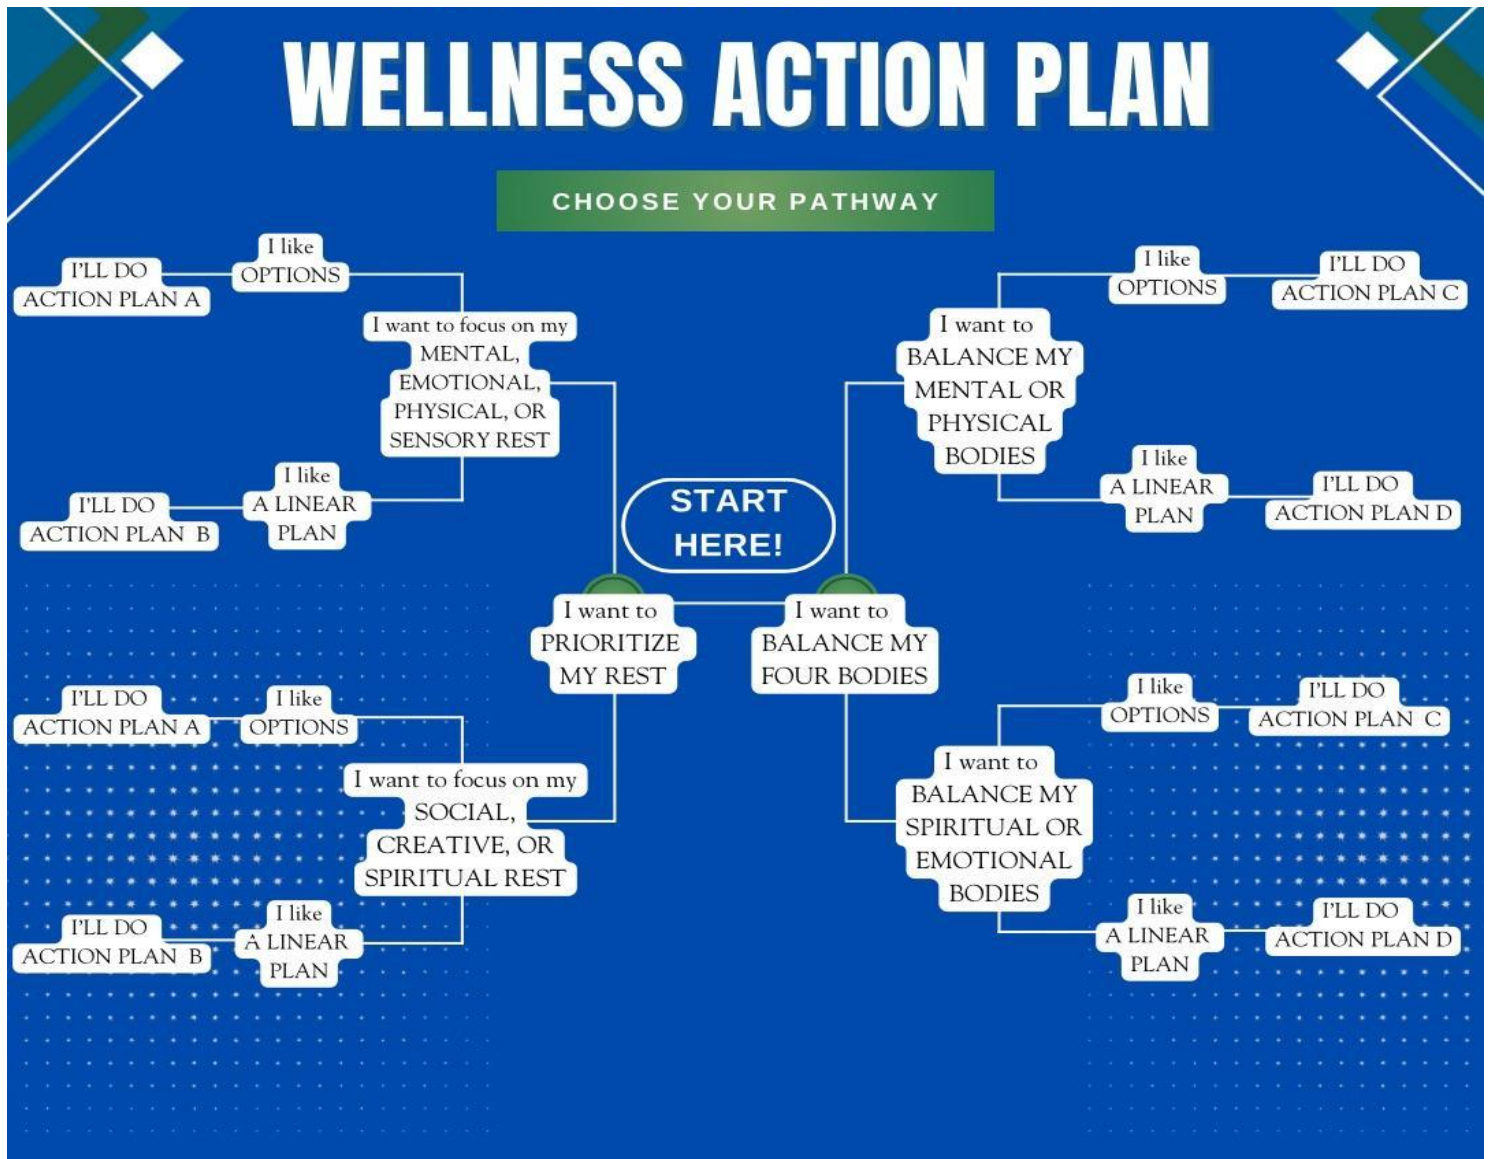 WELLNESS ACTION PLAN
CHOOSE YOUR PATHWAY
I'LL DO
ACTION PLAN A
I like
OPTIONS
I want to focus on my
MENTAL,
EMOTIONAL,
PHYSICAL, OR
SENSORY REST
I'LL DO
ACTION PLAN B
I like
A LINEAR
PLAN
I like
OPTIONS
I'LL DO
ACTION PLAN C
I want to
BALANCE MY
MENTAL OR
PHYSICAL
BODIES
I like
A LINEAR
PLAN
I'LL DO
ACTION PLAN D
START
HERE!
I want to
PRIORITIZE
MY REST
I want to
BALANCE MY
FOUR BODIES
I'LL DO
ACTION PLAN A
I like
OPTIONS
I want to focus on my
SOCIAL,
CREATIVE, OR
SPIRITUAL REST
I'LL DO
ACTION PLAN B
I like
A LINEAR
PLAN
I like
OPTIONS
I'LL DO
ACTION PLAN C
I want to
BALANCE MY
SPIRITUAL OR
EMOTIONAL
BODIES
I like
A LINEAR
PLAN
I'LL DO
ACTION PLAN D